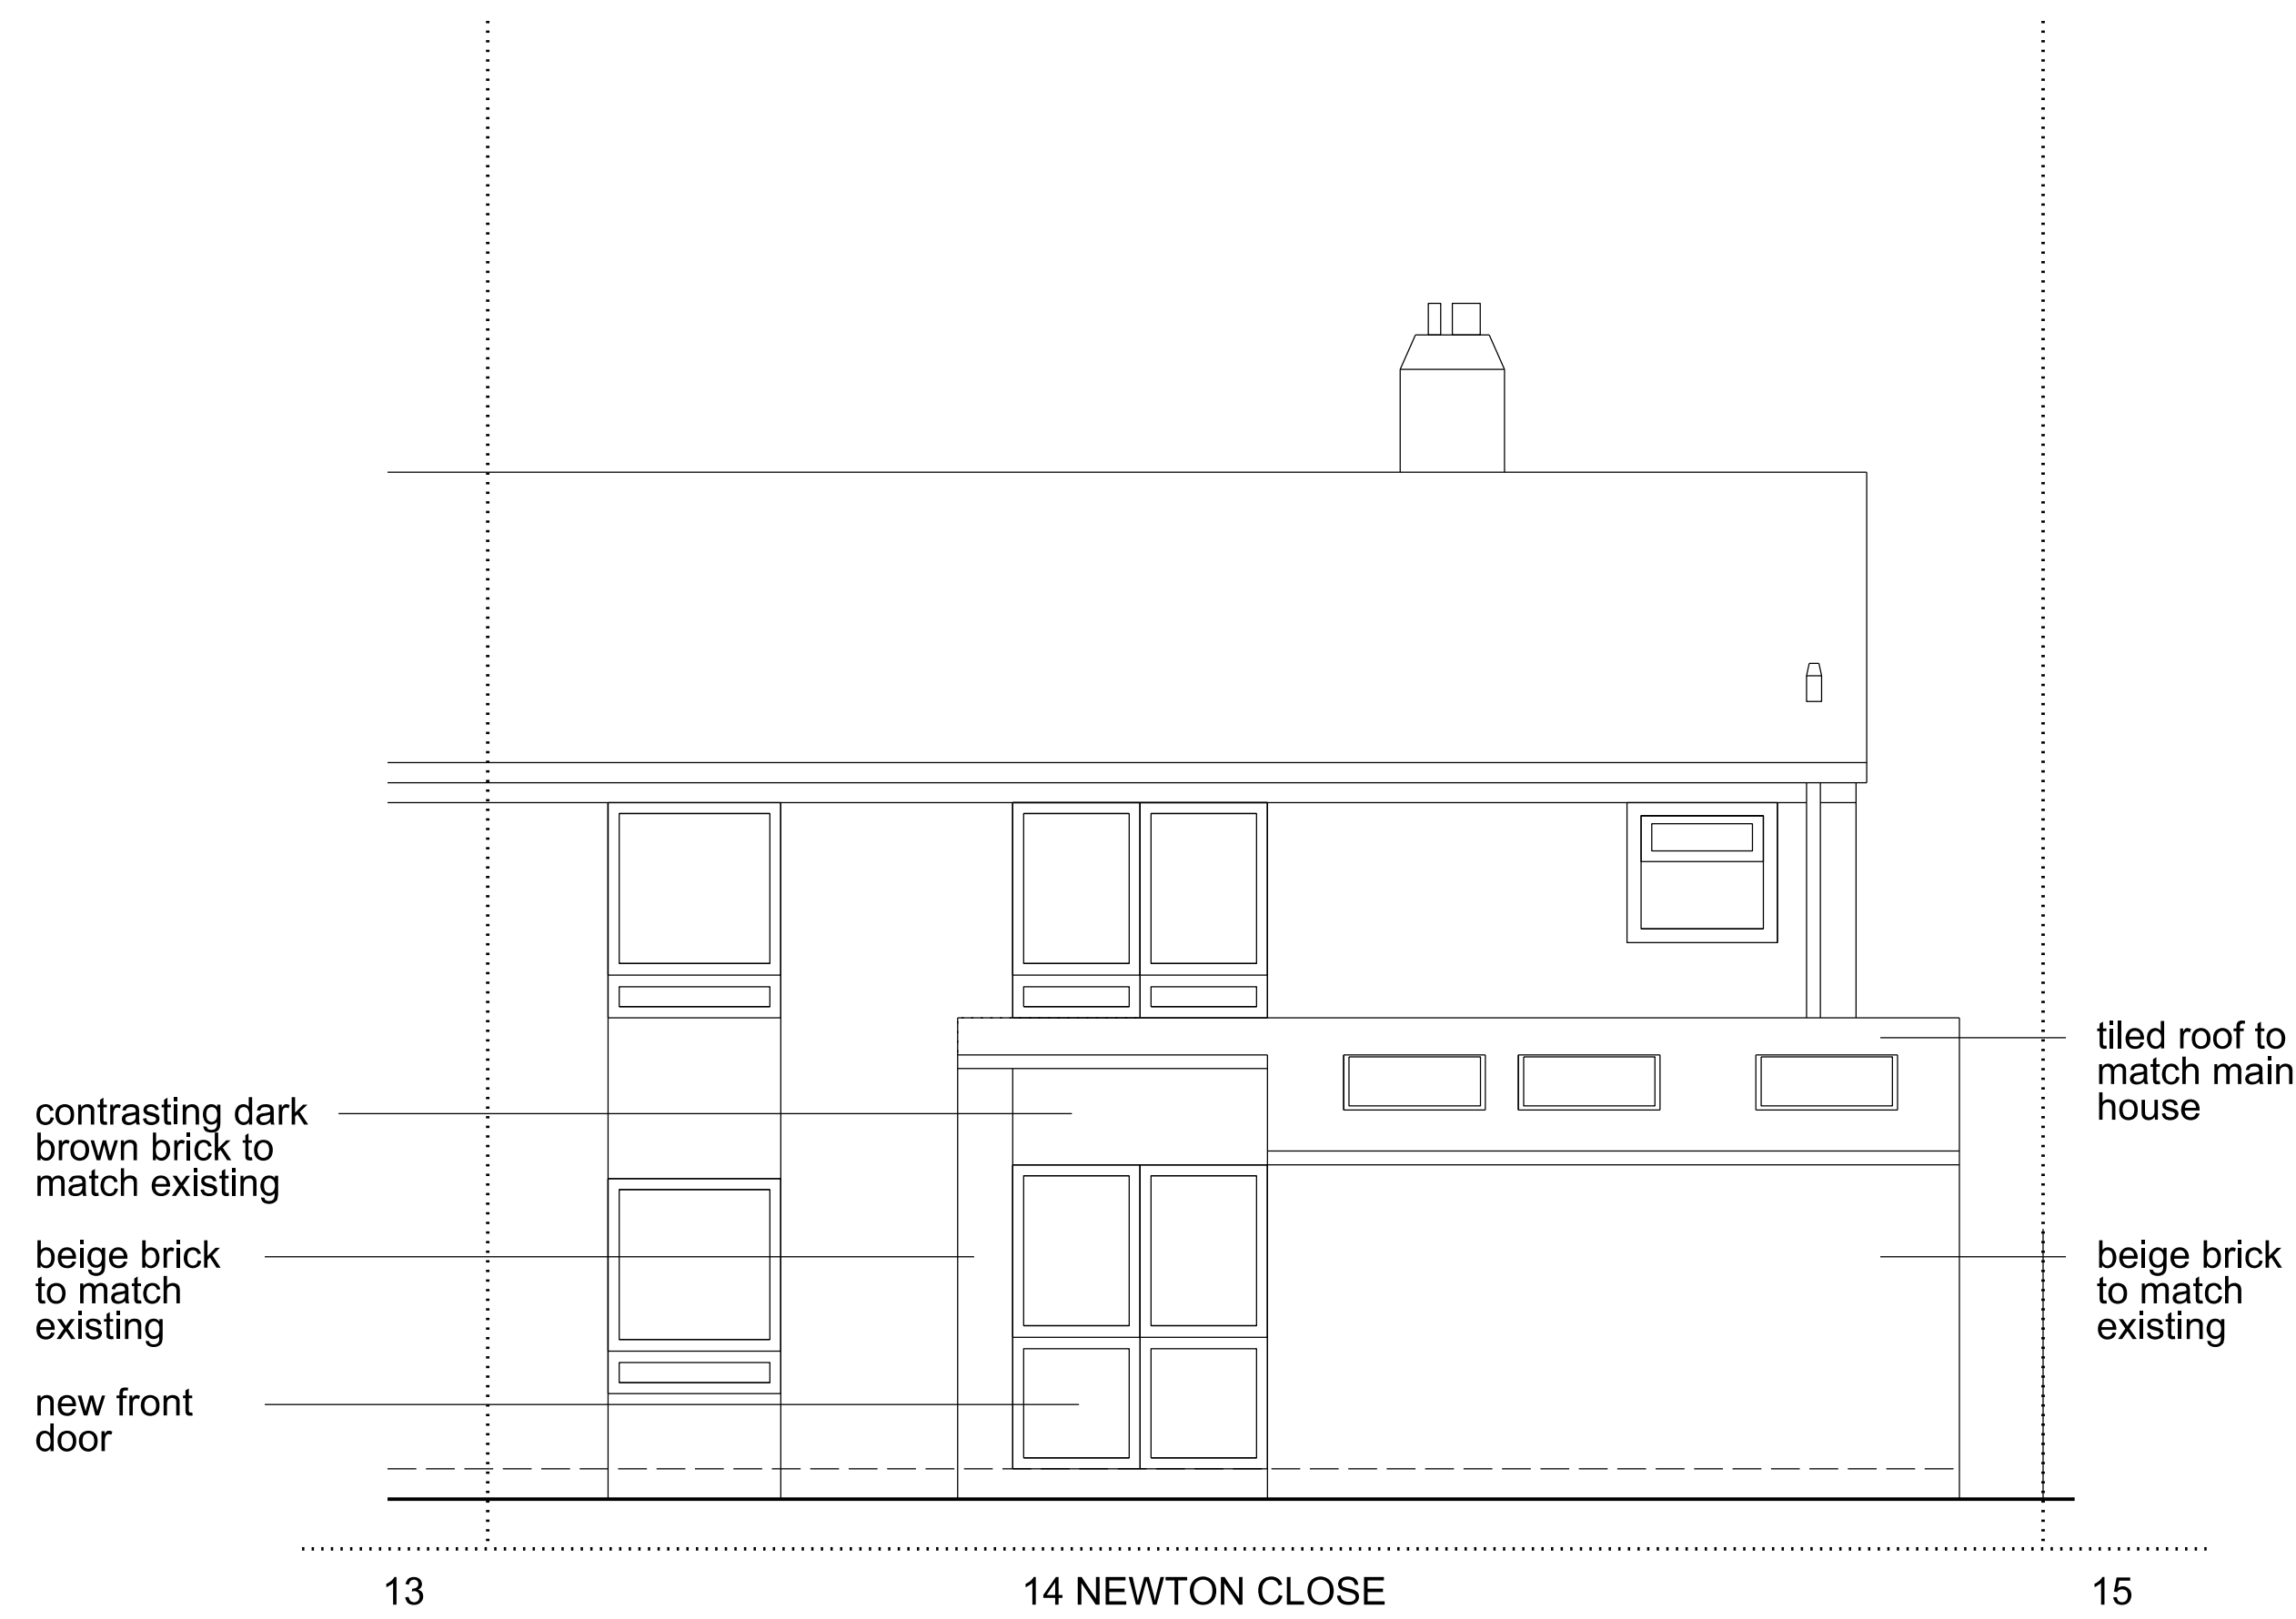 contrasting dark
brown brick to
match existing
beige brick
to match
existing
new front
door
tiled roof to
match main
house
beige brick
to match
existing
13
14 NEWTON CLOSE
15